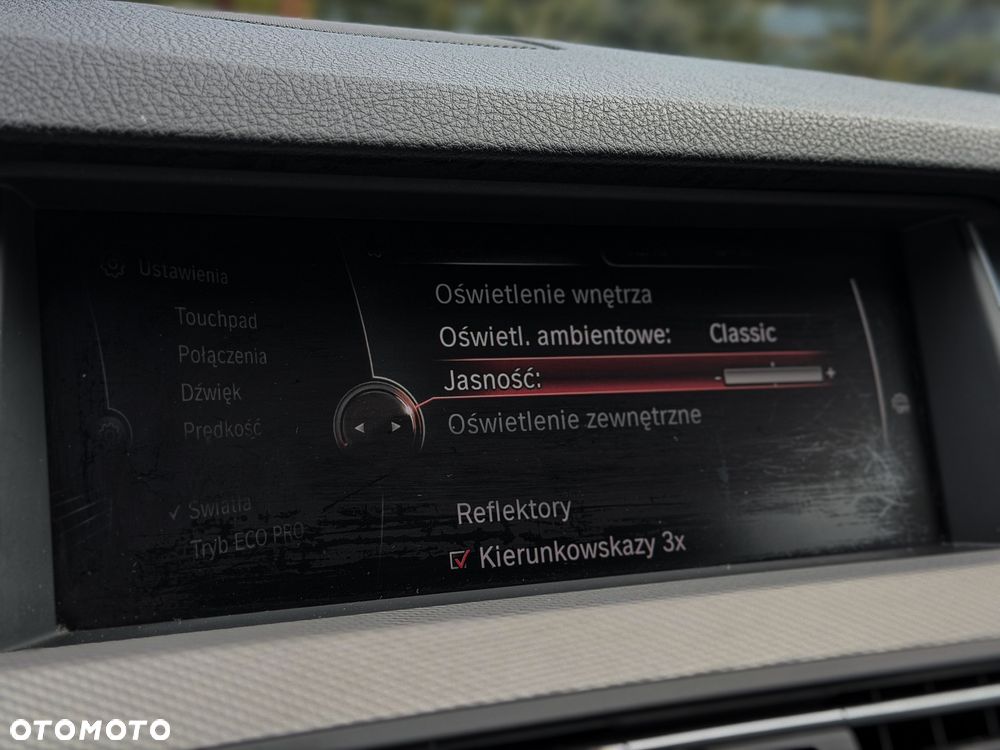 Ustawienia
Touchpad
Połączenia
Dźwięk
Prędkość
✓ Światła
Tryb ECO PRO
Oświetlenie wnętrza
Oświetl. ambientowe: Classic
Jasność: - +
Oświetlenie zewnętrzne
Reflektory
Kierunkowskazy 3x
OTOMOTO